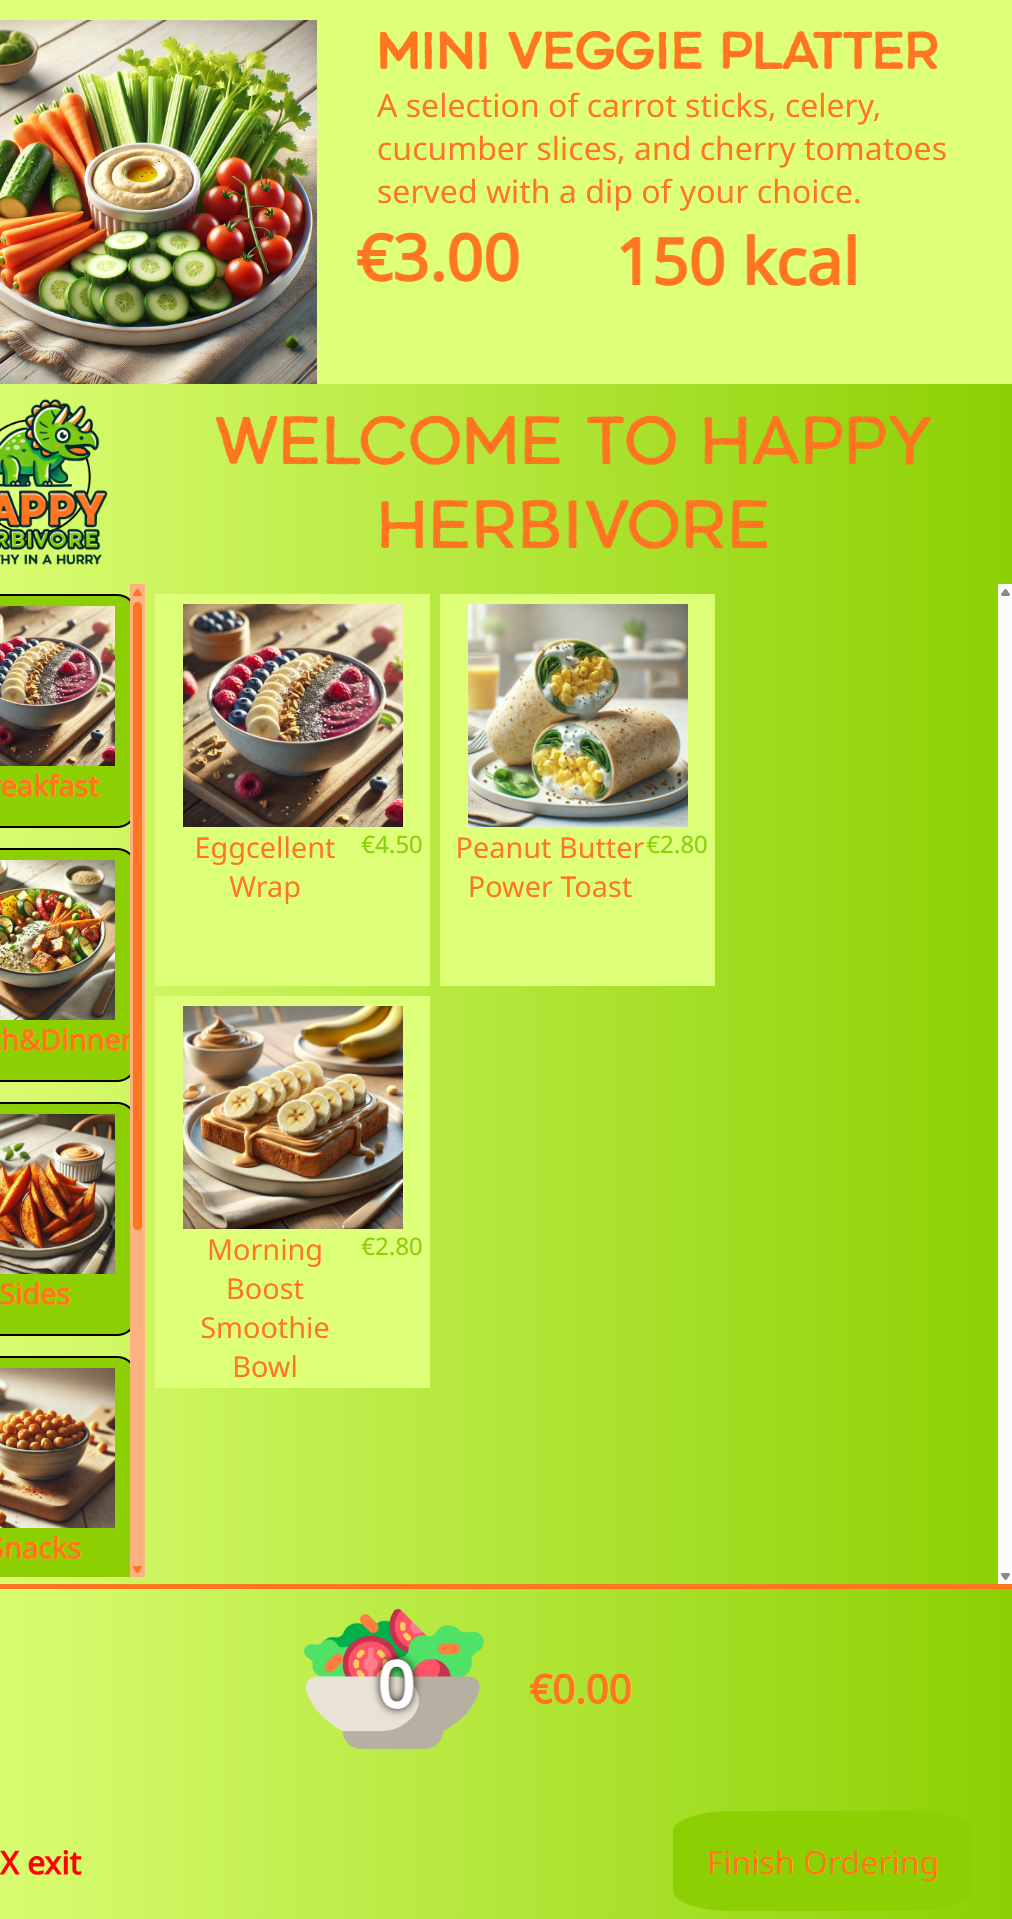 MINI VEGGIE PLATTER
A selection of carrot sticks, celery,
cucumber slices, and cherry tomatoes
served with a dip of your choice.
€3.00 150 kcal
WELCOME TO HAPPY
HERBIVORE
APPY
RBIVORE
THY IN A HURRY
eakfast
Eggcellent €4.50
Wrap
Peanut Butter €2.80
Power Toast
h&Dinner
Morning €2.80
Boost
Smoothie
Bowl
Sides
Snacks
0 €0.00
X exit
Finish Ordering